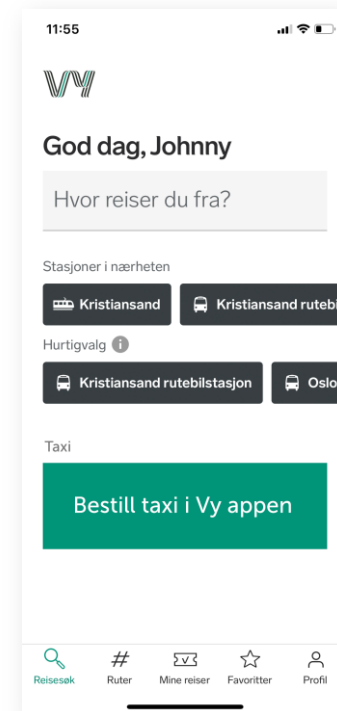 11:55
VY
God dag, Johnny
Hvor reiser du fra?
Stasjoner i nærheten
Kristiansand
Kristiansand rutebi
Hurtigvalg i
Kristiansand rutebilstasjon
Oslo
Taxi
Bestill taxi i Vy appen
Reisesøk
Ruter
Mine reiser
Favoritter
Profil